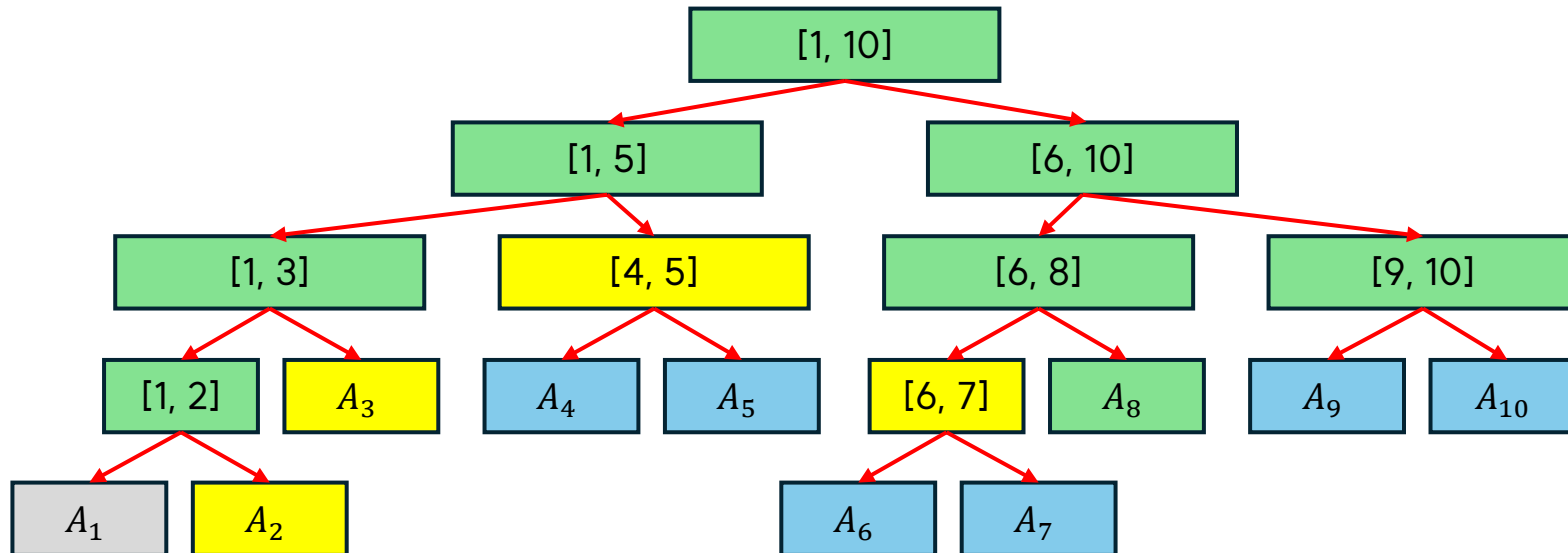 [1, 10]
[1, 5]
[6, 10]
[1, 3]
[4, 5]
[6, 8]
[9, 10]
[1, 2]
A₃
A₄
A₅
[6, 7]
A₈
A₉
A₁₀
A₁
A₂
A₆
A₇